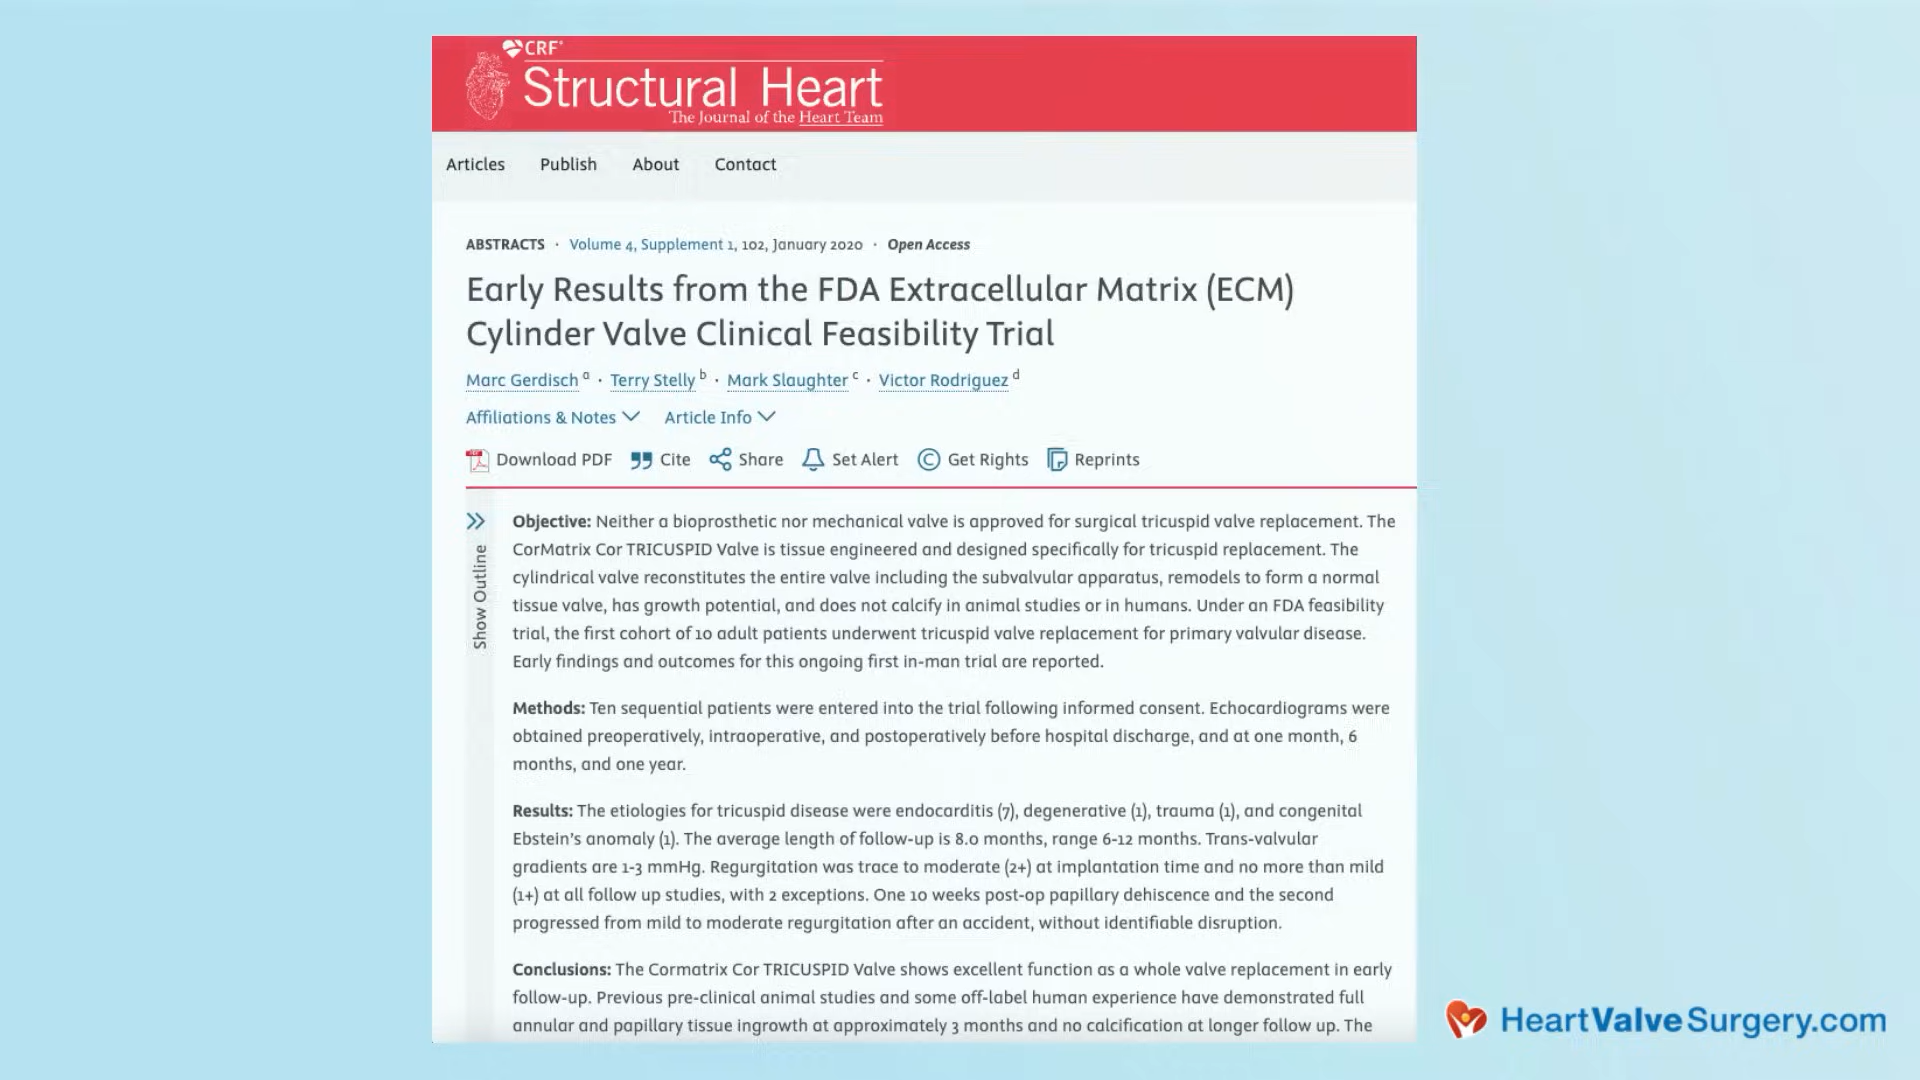 CRF®
Structural Heart
The Journal of the Heart Team
Articles Publish About Contact
ABSTRACTS · Volume 4, Supplement 1, 102, January 2020 · Open Access
Early Results from the FDA Extracellular Matrix (ECM)
Cylinder Valve Clinical Feasibility Trial
Marc Gerdisch a · Terry Stelly b · Mark Slaughter c · Victor Rodriguez d
Affiliations & Notes Article Info
PDF Download PDF Cite Share Set Alert © Get Rights Reprints
Show Outline
Objective: Neither a bioprosthetic nor mechanical valve is approved for surgical tricuspid valve replacement. The
CorMatrix Cor TRICUSPID Valve is tissue engineered and designed specifically for tricuspid replacement. The
cylindrical valve reconstitutes the entire valve including the subvalvular apparatus, remodels to form a normal
tissue valve, has growth potential, and does not calcify in animal studies or in humans. Under an FDA feasibility
trial, the first cohort of 10 adult patients underwent tricuspid valve replacement for primary valvular disease.
Early findings and outcomes for this ongoing first in-man trial are reported.
Methods: Ten sequential patients were entered into the trial following informed consent. Echocardiograms were
obtained preoperatively, intraoperative, and postoperatively before hospital discharge, and at one month, 6
months, and one year.
Results: The etiologies for tricuspid disease were endocarditis (7), degenerative (1), trauma (1), and congenital
Ebstein's anomaly (1). The average length of follow-up is 8.0 months, range 6-12 months. Trans-valvular
gradients are 1-3 mmHg. Regurgitation was trace to moderate (2+) at implantation time and no more than mild
(1+) at all follow up studies, with 2 exceptions. One 10 weeks post-op papillary dehiscence and the second
progressed from mild to moderate regurgitation after an accident, without identifiable disruption.
Conclusions: The Cormatrix Cor TRICUSPID Valve shows excellent function as a whole valve replacement in early
follow-up. Previous pre-clinical animal studies and some off-label human experience have demonstrated full
annular and papillary tissue ingrowth at approximately 3 months and no calcification at longer follow up. The
HeartValveSurgery.com